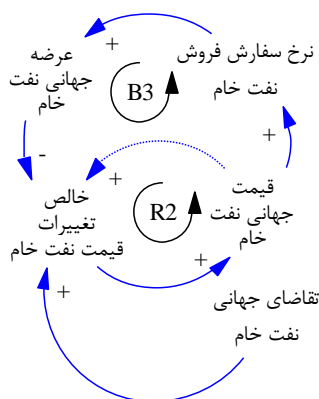 نرخ سفارش فروش
نفت خام
+
عرضه
جهانی نفت
خام
B3
+
-
+
خالص
تغییرات
قیمت نفت خام
R2
قیمت
جهانی نفت
خام
+
+
تقاضای جهانی
نفت خام